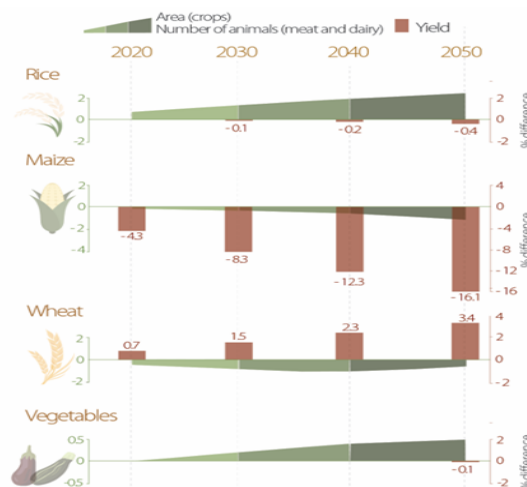 Area (crops)
Number of animals (meat and dairy)
Yield
2020 2030 2040 2050
Rice
2 2
0 0
-2 -2
-0.1 -0.2 -0.4
% difference
Maize
2 4
0 0
-2 -4
-4 -8
-12
-16
-4.3 -8.3 -12.3 -16.1
% difference
Wheat
0.7 1.5 2.3 3.4
2 4
2
0 0
-2 -2
% difference
Vegetables
0.5 2
0 0
-0.5 -2
-0.1
% difference